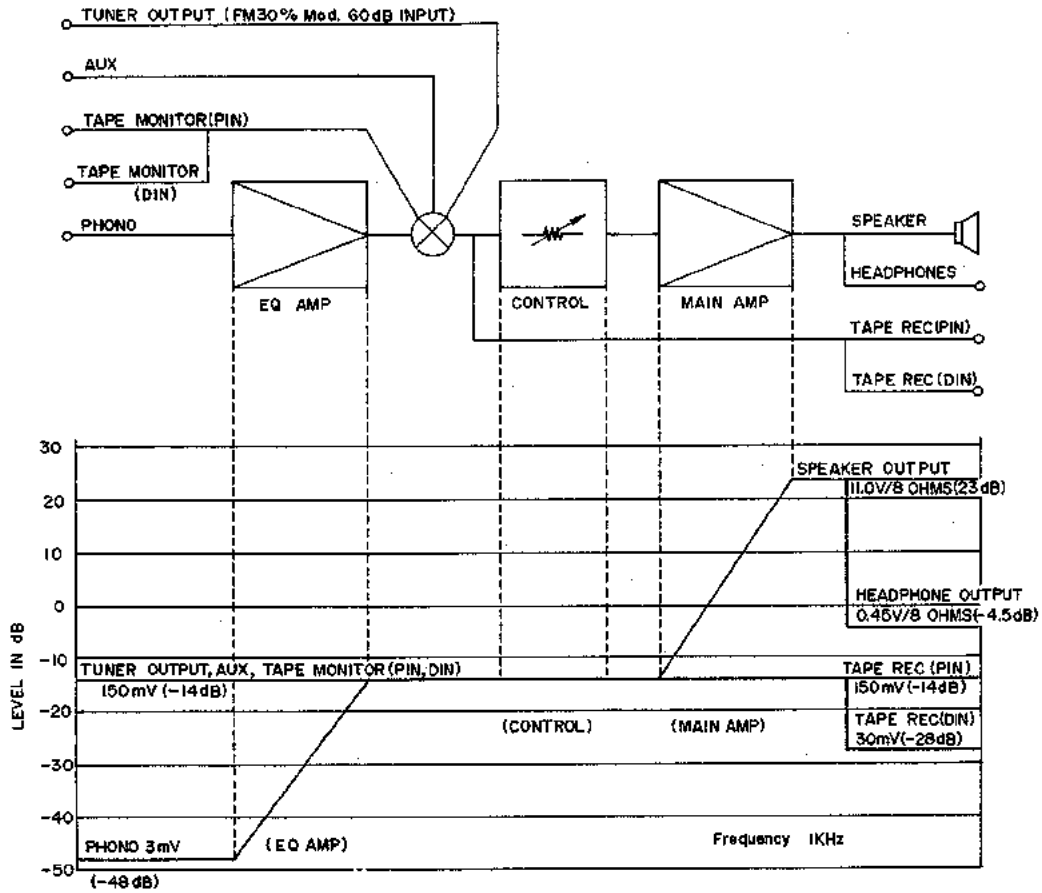 TUNER OUTPUT (FM30% Mod. 60dB INPUT)
AUX
TAPE MONITOR(PIN)
TAPE MONITOR
(DIN)
PHONO
EQ AMP
CONTROL
MAIN AMP
SPEAKER
HEADPHONES
TAPE REC(PIN)
TAPE REC(DIN)
LEVEL IN dB
30
20
10
0
-10
-20
-30
-40
-50
SPEAKER OUTPUT
11.0V/8 OHMS(23dB)
HEADPHONE OUTPUT
0.45V/8 OHMS(-4.5dB)
TUNER OUTPUT, AUX, TAPE MONITOR(PIN, DIN)
150mV(-14dB)
TAPE REC (PIN)
150mV(-14dB)
TAPE REC(DIN)
30mV(-28dB)
(CONTROL)
(MAIN AMP)
PHONO 3mV
(-48dB)
(EQ AMP)
Frequency 1KHz